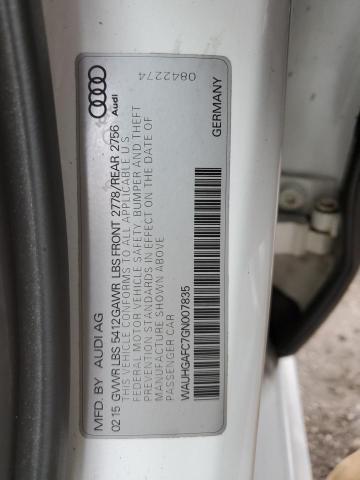 MFD. BY AUDI AG
02 15 GVWR LBS 5412 GAWR LBS FRONT 2778/REAR 2756
THIS VEHICLE CONFORMS TO ALL APPLICABLE U.S.
FEDERAL MOTOR VEHICLE SAFETY, BUMPER AND THEFT
PREVENTION STANDARDS IN EFFECT ON THE DATE OF
MANUFACTURE SHOWN ABOVE
PASSENGER CAR
WAUHGAFC7GN007835
Audi
0842274
GERMANY